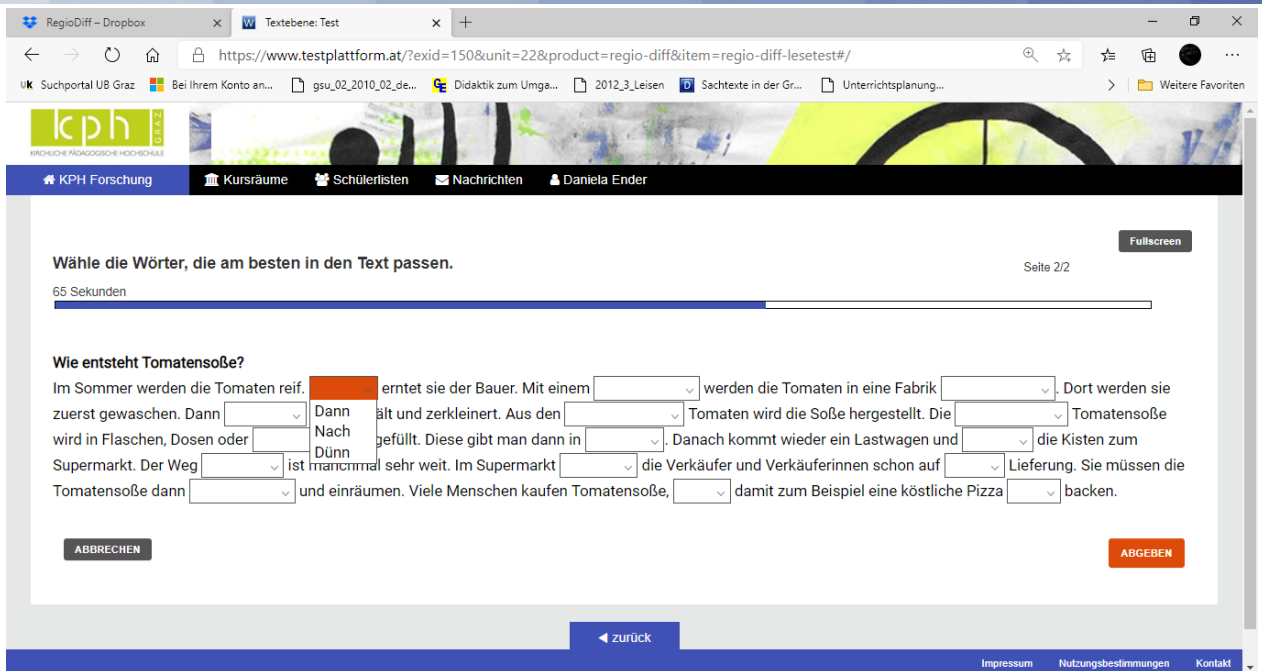 RegioDiff – Dropbox
Textebene: Test
https://www.testplattform.at/?exid=150&unit=22&product=regio-diff&item=regio-diff-lesetest#/
UK Suchportal UB Graz Bei Ihrem Konto an... gsu_02_2010_02_de... Didaktik zum Umga... 2012_3_Leisen Sachtexte in der Gr... Unterrichtsplanung... Weitere Favoriten
kph GRAZ
KIRCHLICHE PÄDAGOGISCHE HOCHSCHULE
KPH Forschung Kursräume Schülerlisten Nachrichten Daniela Ender
Fullscreen
Wähle die Wörter, die am besten in den Text passen.
Seite 2/2
65 Sekunden
Wie entsteht Tomatensoße?
Im Sommer werden die Tomaten reif. erntet sie der Bauer. Mit einem werden die Tomaten in eine Fabrik . Dort werden sie
zuerst gewaschen. Dann ält und zerkleinert. Aus den Tomaten wird die Soße hergestellt. Die Tomatensoße
Dann
Nach
Dünn
wird in Flaschen, Dosen oder gefüllt. Diese gibt man dann in . Danach kommt wieder ein Lastwagen und die Kisten zum
Supermarkt. Der Weg ist manchmal sehr weit. Im Supermarkt die Verkäufer und Verkäuferinnen schon auf Lieferung. Sie müssen die
Tomatensoße dann und einräumen. Viele Menschen kaufen Tomatensoße, damit zum Beispiel eine köstliche Pizza backen.
ABBRECHEN
ABGEBEN
zurück
Impressum Nutzungsbestimmungen Kontakt